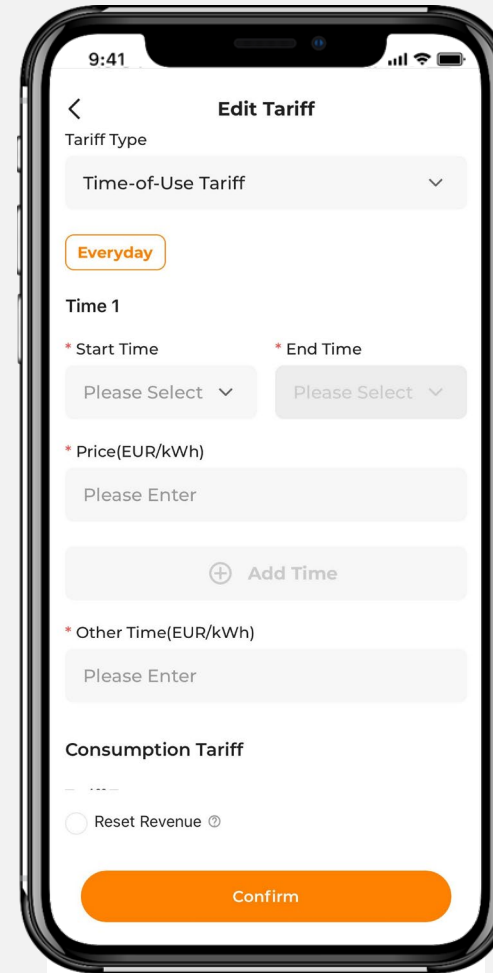 9:41
Edit Tariff
Tariff Type
Time-of-Use Tariff
Everyday
Time 1
* Start Time * End Time
Please Select Please Select
* Price(EUR/kWh)
Please Enter
Add Time
* Other Time(EUR/kWh)
Please Enter
Consumption Tariff
Reset Revenue
Confirm